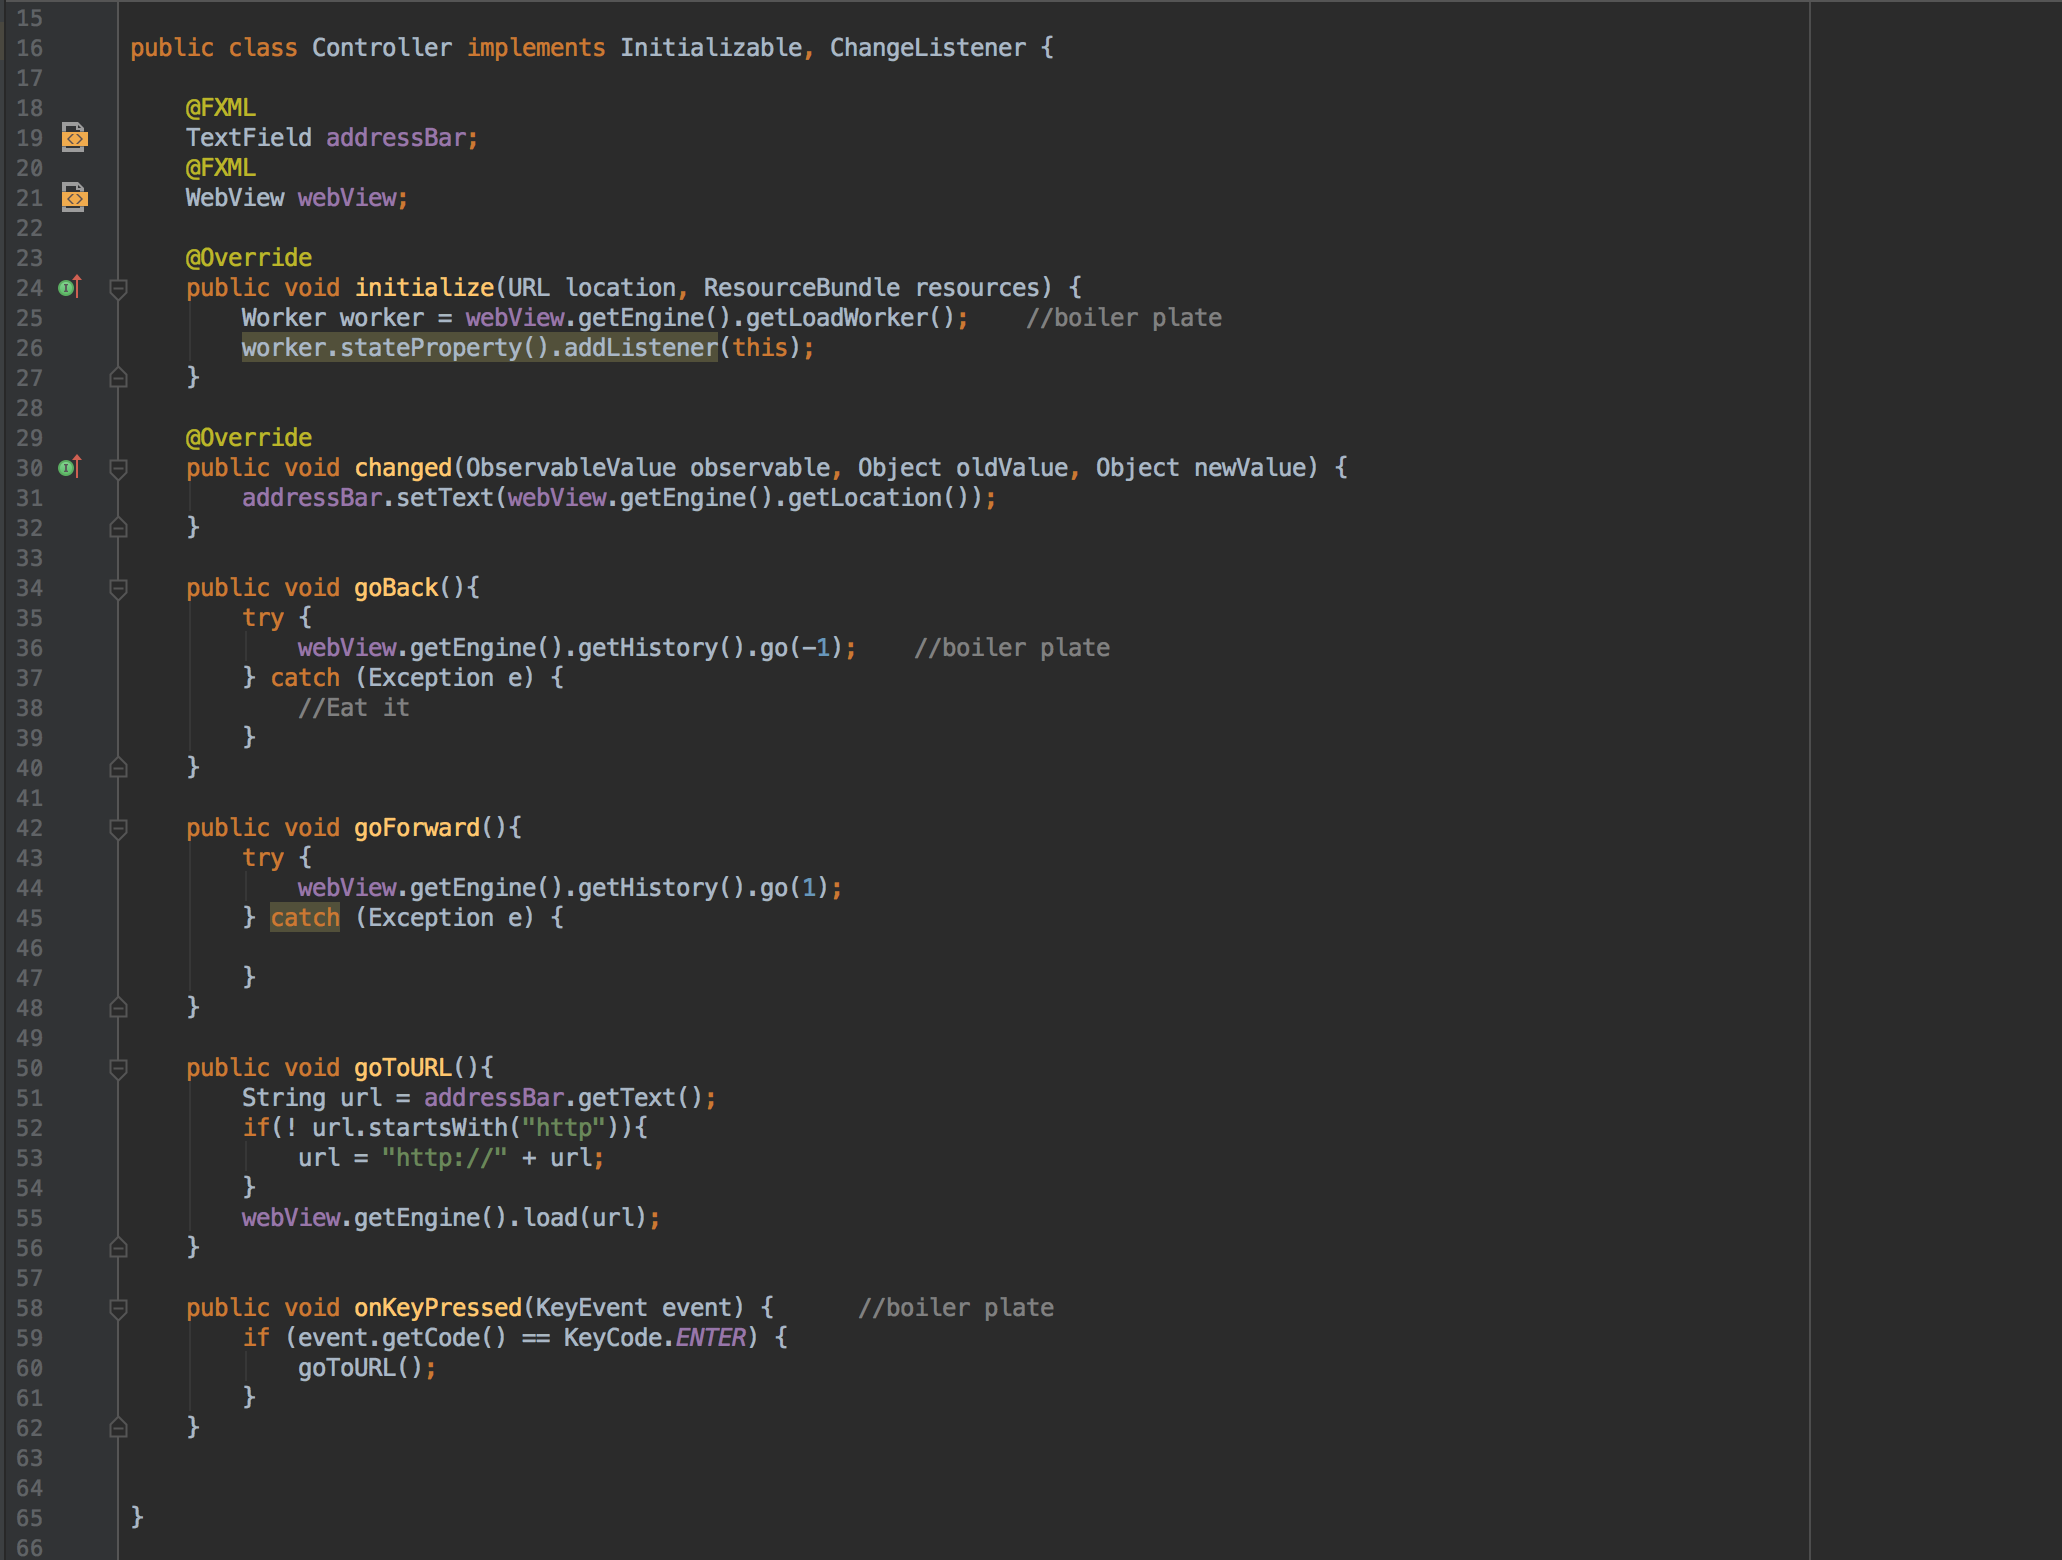 15
16 public class Controller implements Initializable, ChangeListener {
17
18 @FXML
19 TextField addressBar;
20 @FXML
21 WebView webView;
22
23 @Override
24 public void initialize(URL location, ResourceBundle resources) {
25 Worker worker = webView.getEngine().getLoadWorker();    //boiler plate
26 worker.stateProperty().addListener(this);
27 }
28
29 @Override
30 public void changed(ObservableValue observable, Object oldValue, Object newValue) {
31 addressBar.setText(webView.getEngine().getLocation());
32 }
33
34 public void goBack(){
35 try {
36 webView.getEngine().getHistory().go(-1);    //boiler plate
37 } catch (Exception e) {
38 //Eat it
39 }
40 }
41
42 public void goForward(){
43 try {
44 webView.getEngine().getHistory().go(1);
45 } catch (Exception e) {
46
47 }
48 }
49
50 public void goToURL(){
51 String url = addressBar.getText();
52 if(! url.startsWith("http")){
53 url = "http://" + url;
54 }
55 webView.getEngine().load(url);
56 }
57
58 public void onKeyPressed(KeyEvent event) {      //boiler plate
59 if (event.getCode() == KeyCode.ENTER) {
60 goToURL();
61 }
62 }
63
64
65 }
66